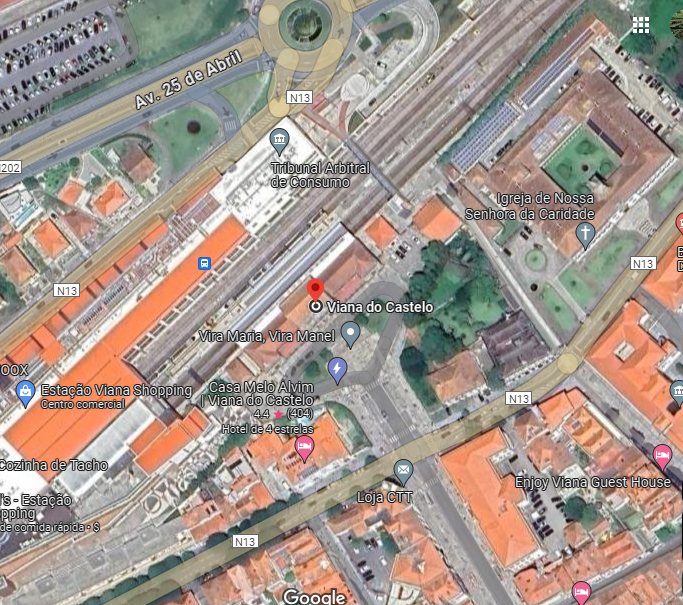 Av. 25 de Abril
N13
202
Tribunal Arbitral
de Consumo
Igreja de Nossa
Senhora da Caridade
N13
N13
Viana do Castelo
Vira Maria, Vira Manel
OOX
Estação Viana Shopping
Centro comercial
Casa Melo Alvim
| Viana do Castelo
4,4 ★ (404)
Hotel de 4 estrelas
N13
Cozinha de Tacho
Enjoy Viana Guest House
Loja CTT
's - Estação
pping
de comida rápida • $
N13
Google